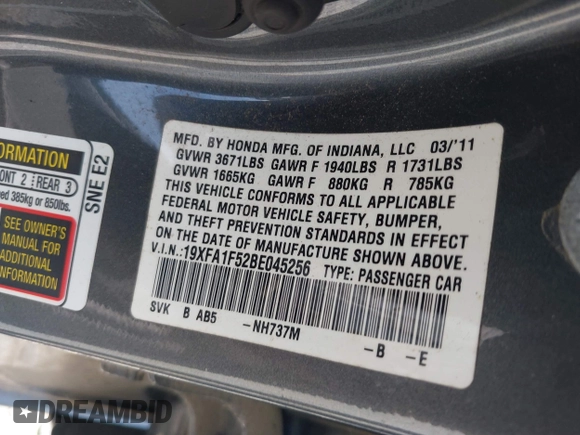 MFD. BY HONDA MFG. OF INDIANA, LLC 03/'11
GVWR 3671LBS GAWR F 1940LBS R 1731LBS
GVWR 1665KG GAWR F 880KG R 785KG
THIS VEHICLE CONFORMS TO ALL APPLICABLE
FEDERAL MOTOR VEHICLE SAFETY, BUMPER,
AND THEFT PREVENTION STANDARDS IN EFFECT
ON THE DATE OF MANUFACTURE SHOWN ABOVE.
V.I.N.:19XFA1F52BE045256 TYPE: PASSENGER CAR
SVK B AB5 -NH737M -B -E
ORMATION
ONT 2 REAR 3
ed 385kg or 850lbs.
SEE OWNER'S
MANUAL FOR
ADDITIONAL
INFORMATION
SNE E2
DREAMBID